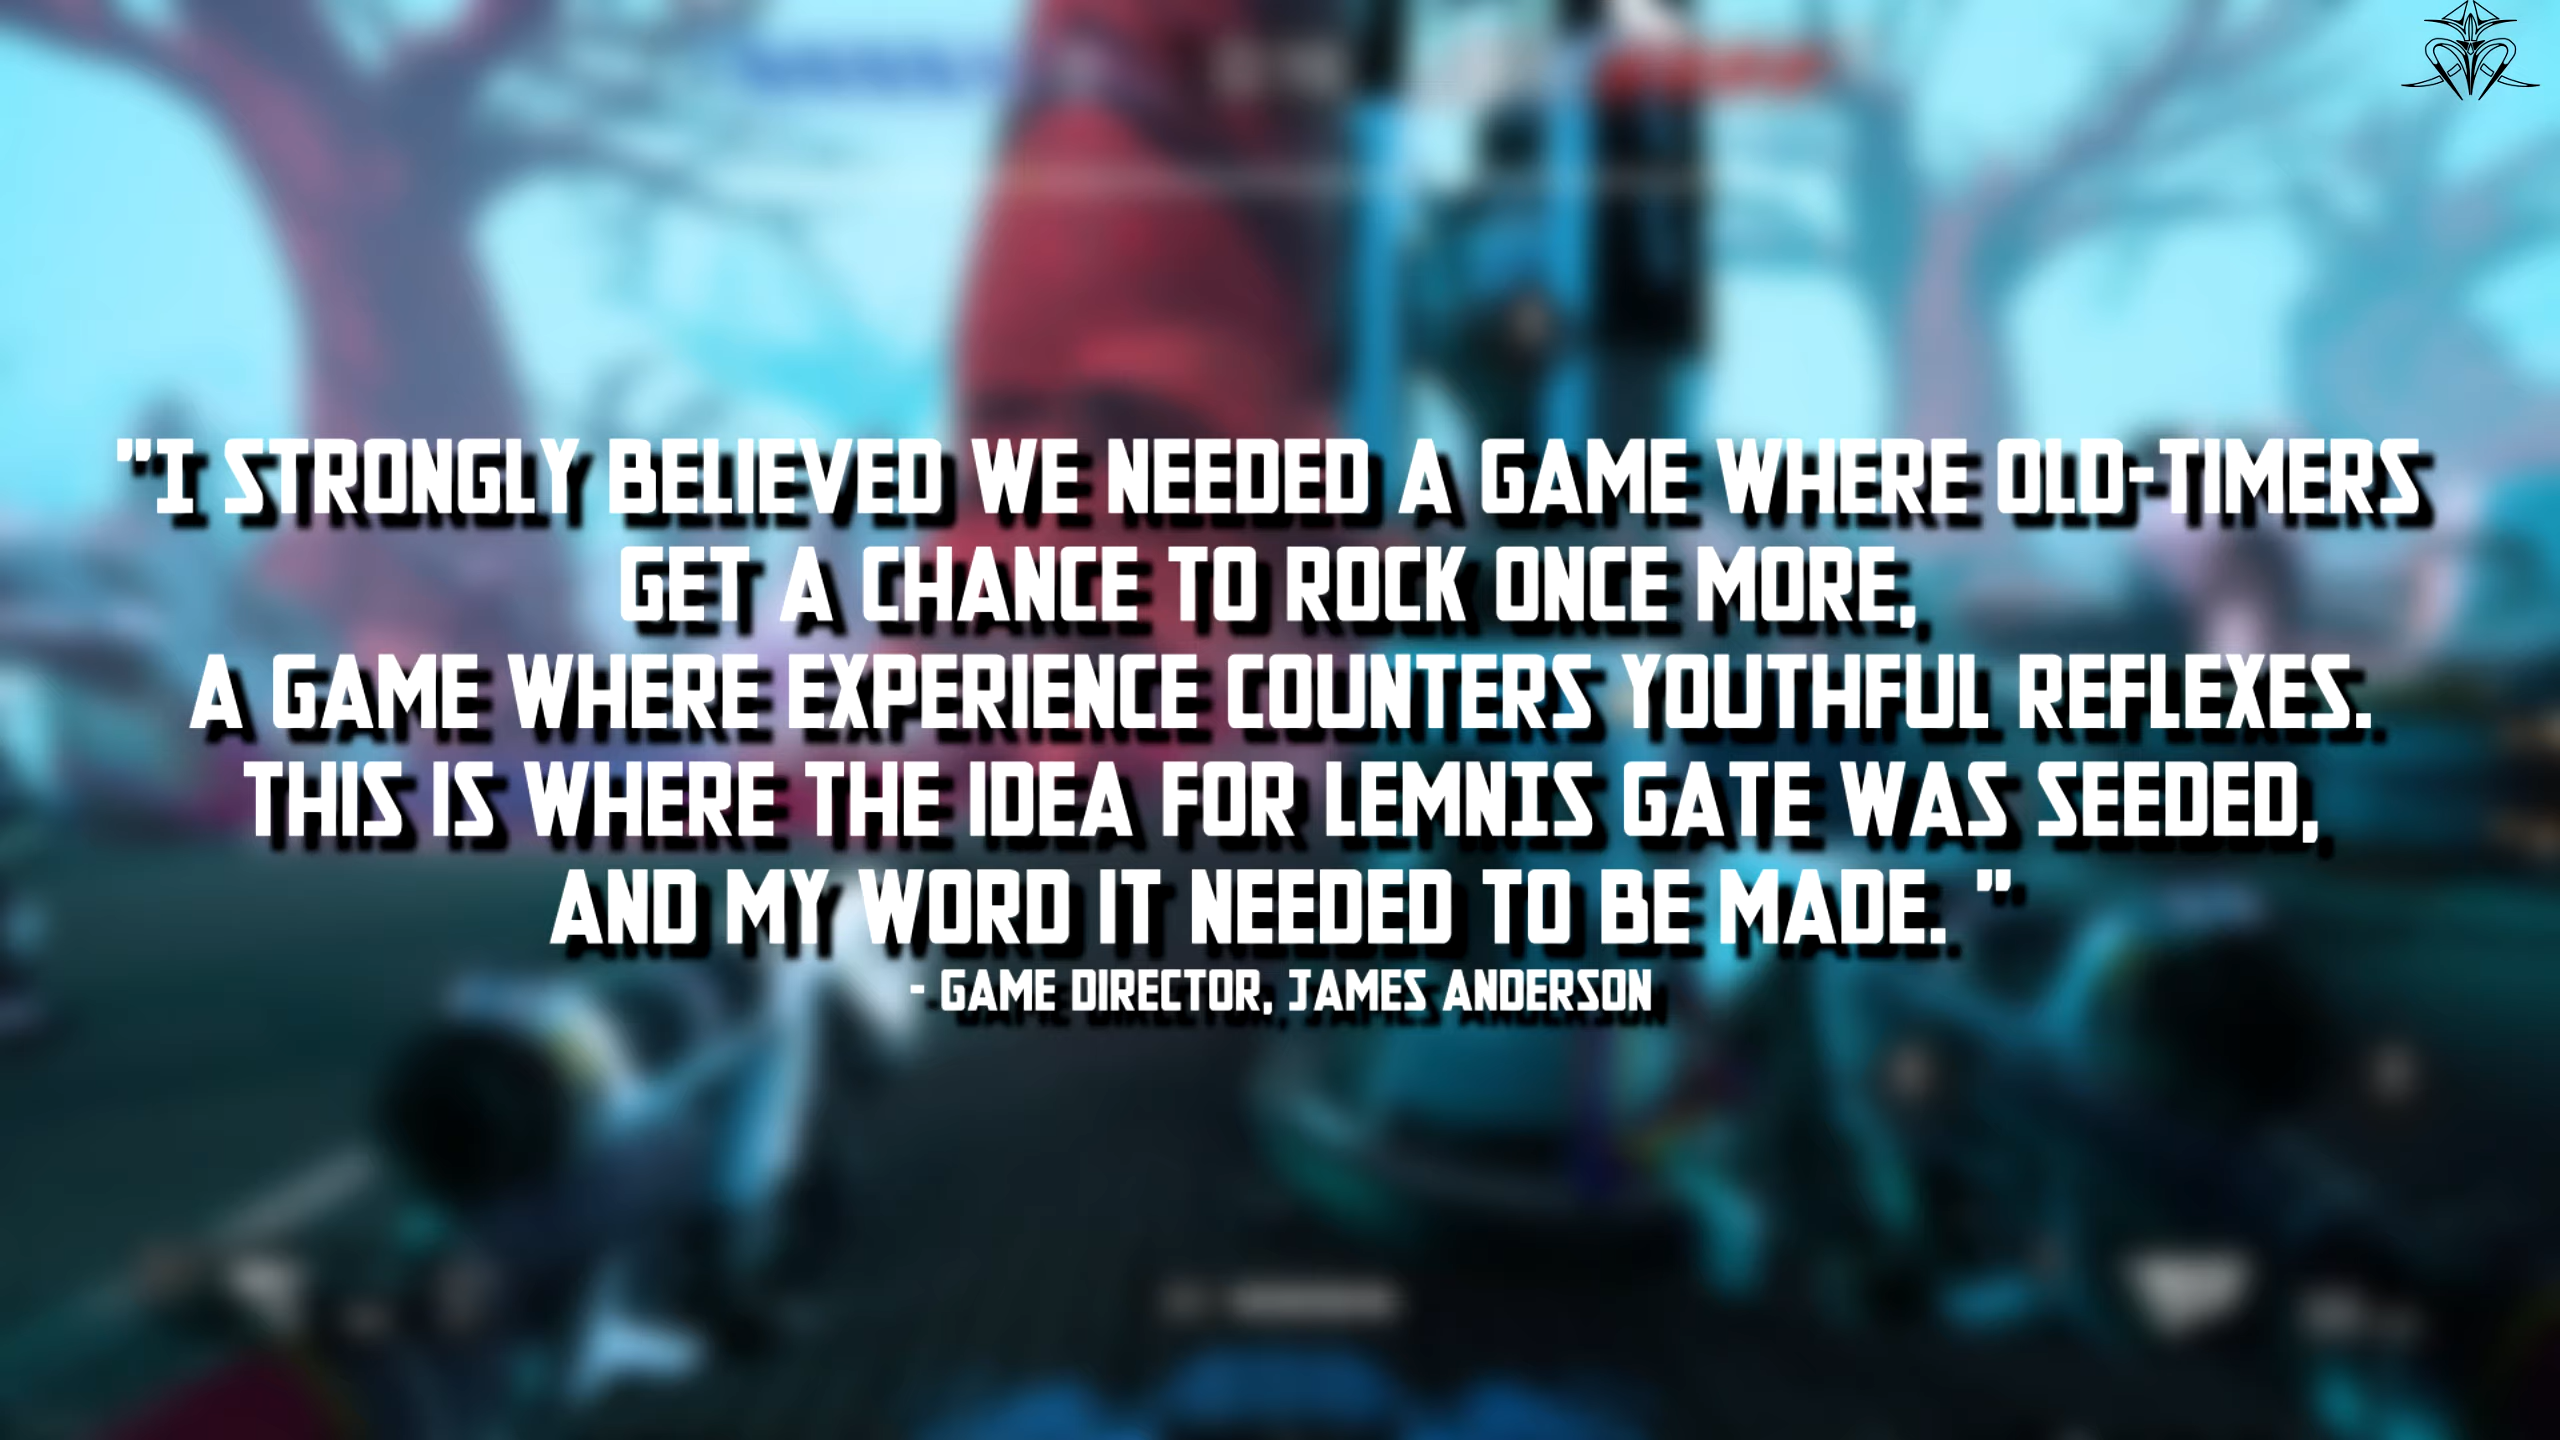 "I STRONGLY BELIEVED WE NEEDED A GAME WHERE OLD-TIMERS
GET A CHANCE TO ROCK ONCE MORE,
A GAME WHERE EXPERIENCE COUNTERS YOUTHFUL REFLEXES.
THIS IS WHERE THE IDEA FOR LEMNIS GATE WAS SEEDED,
AND MY WORD IT NEEDED TO BE MADE. "
- GAME DIRECTOR, JAMES ANDERSON